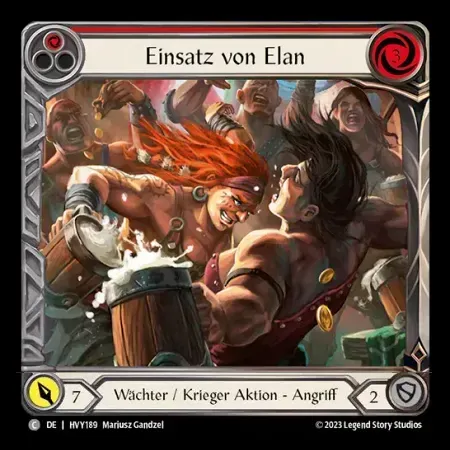 Einsatz von Elan
3
7
Wächter / Krieger Aktion - Angriff
2
C DE | HVY189 Mariusz Gandzel
©2023 Legend Story Studios